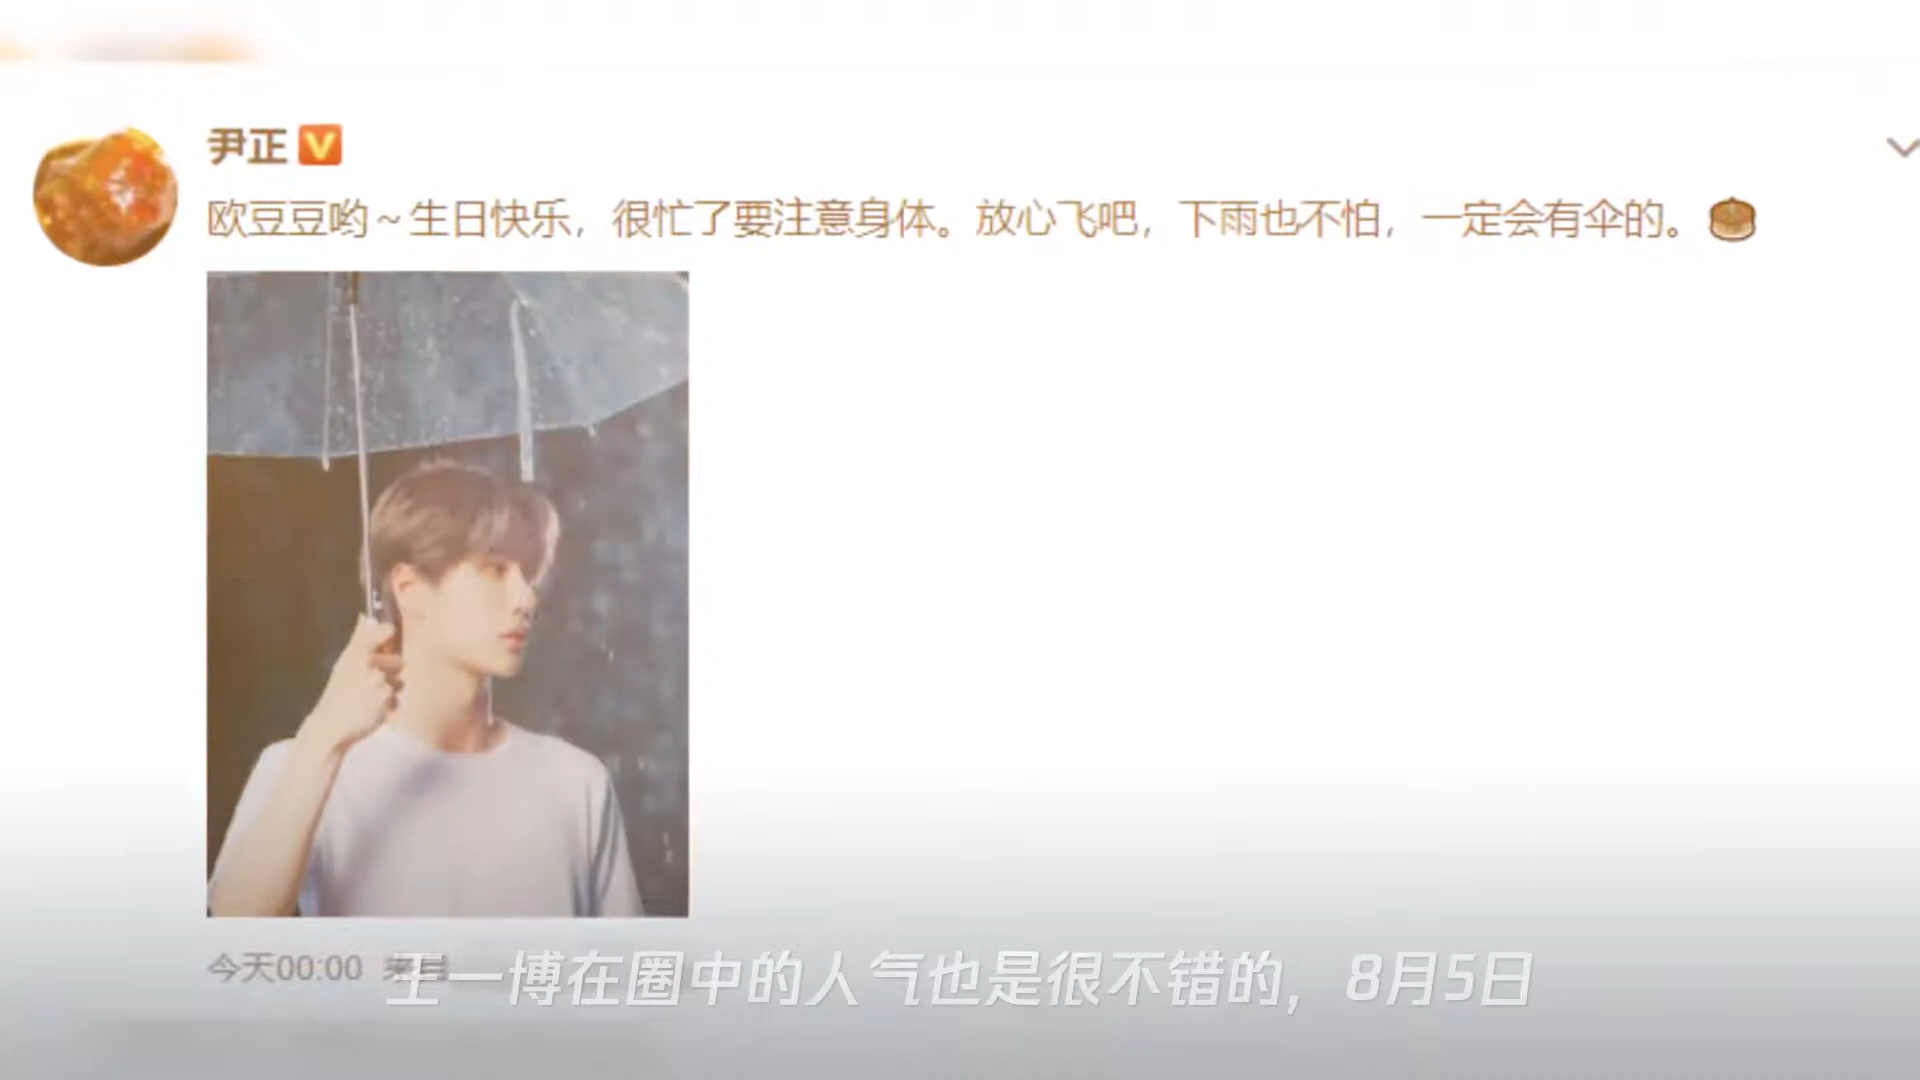 尹正
欧豆豆哟~生日快乐，很忙了要注意身体。放心飞吧，下雨也不怕，一定会有伞的。
今天00:00
王一博在圈中的人气也是很不错的，8月5日